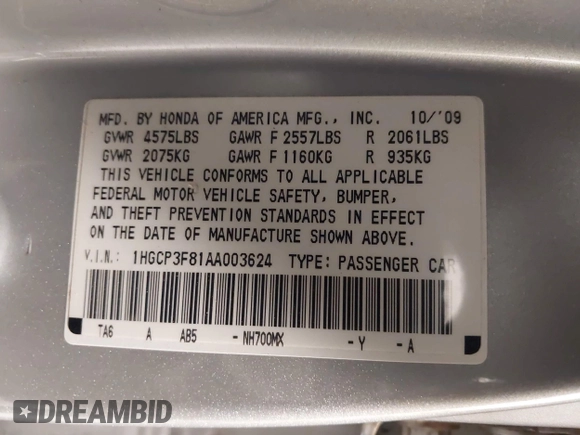 MFD. BY HONDA OF AMERICA MFG., INC. 10/'09
GVWR 4575LBS GAWR F 2557LBS R 2061LBS
GVWR 2075KG GAWR F 1160KG R 935KG
THIS VEHICLE CONFORMS TO ALL APPLICABLE
FEDERAL MOTOR VEHICLE SAFETY, BUMPER,
AND THEFT PREVENTION STANDARDS IN EFFECT
ON THE DATE OF MANUFACTURE SHOWN ABOVE.
V.I.N.: 1HGCP3F81AA003624 TYPE: PASSENGER CAR
TA6 A AB5 - NH700MX - Y - A
DREAMBID